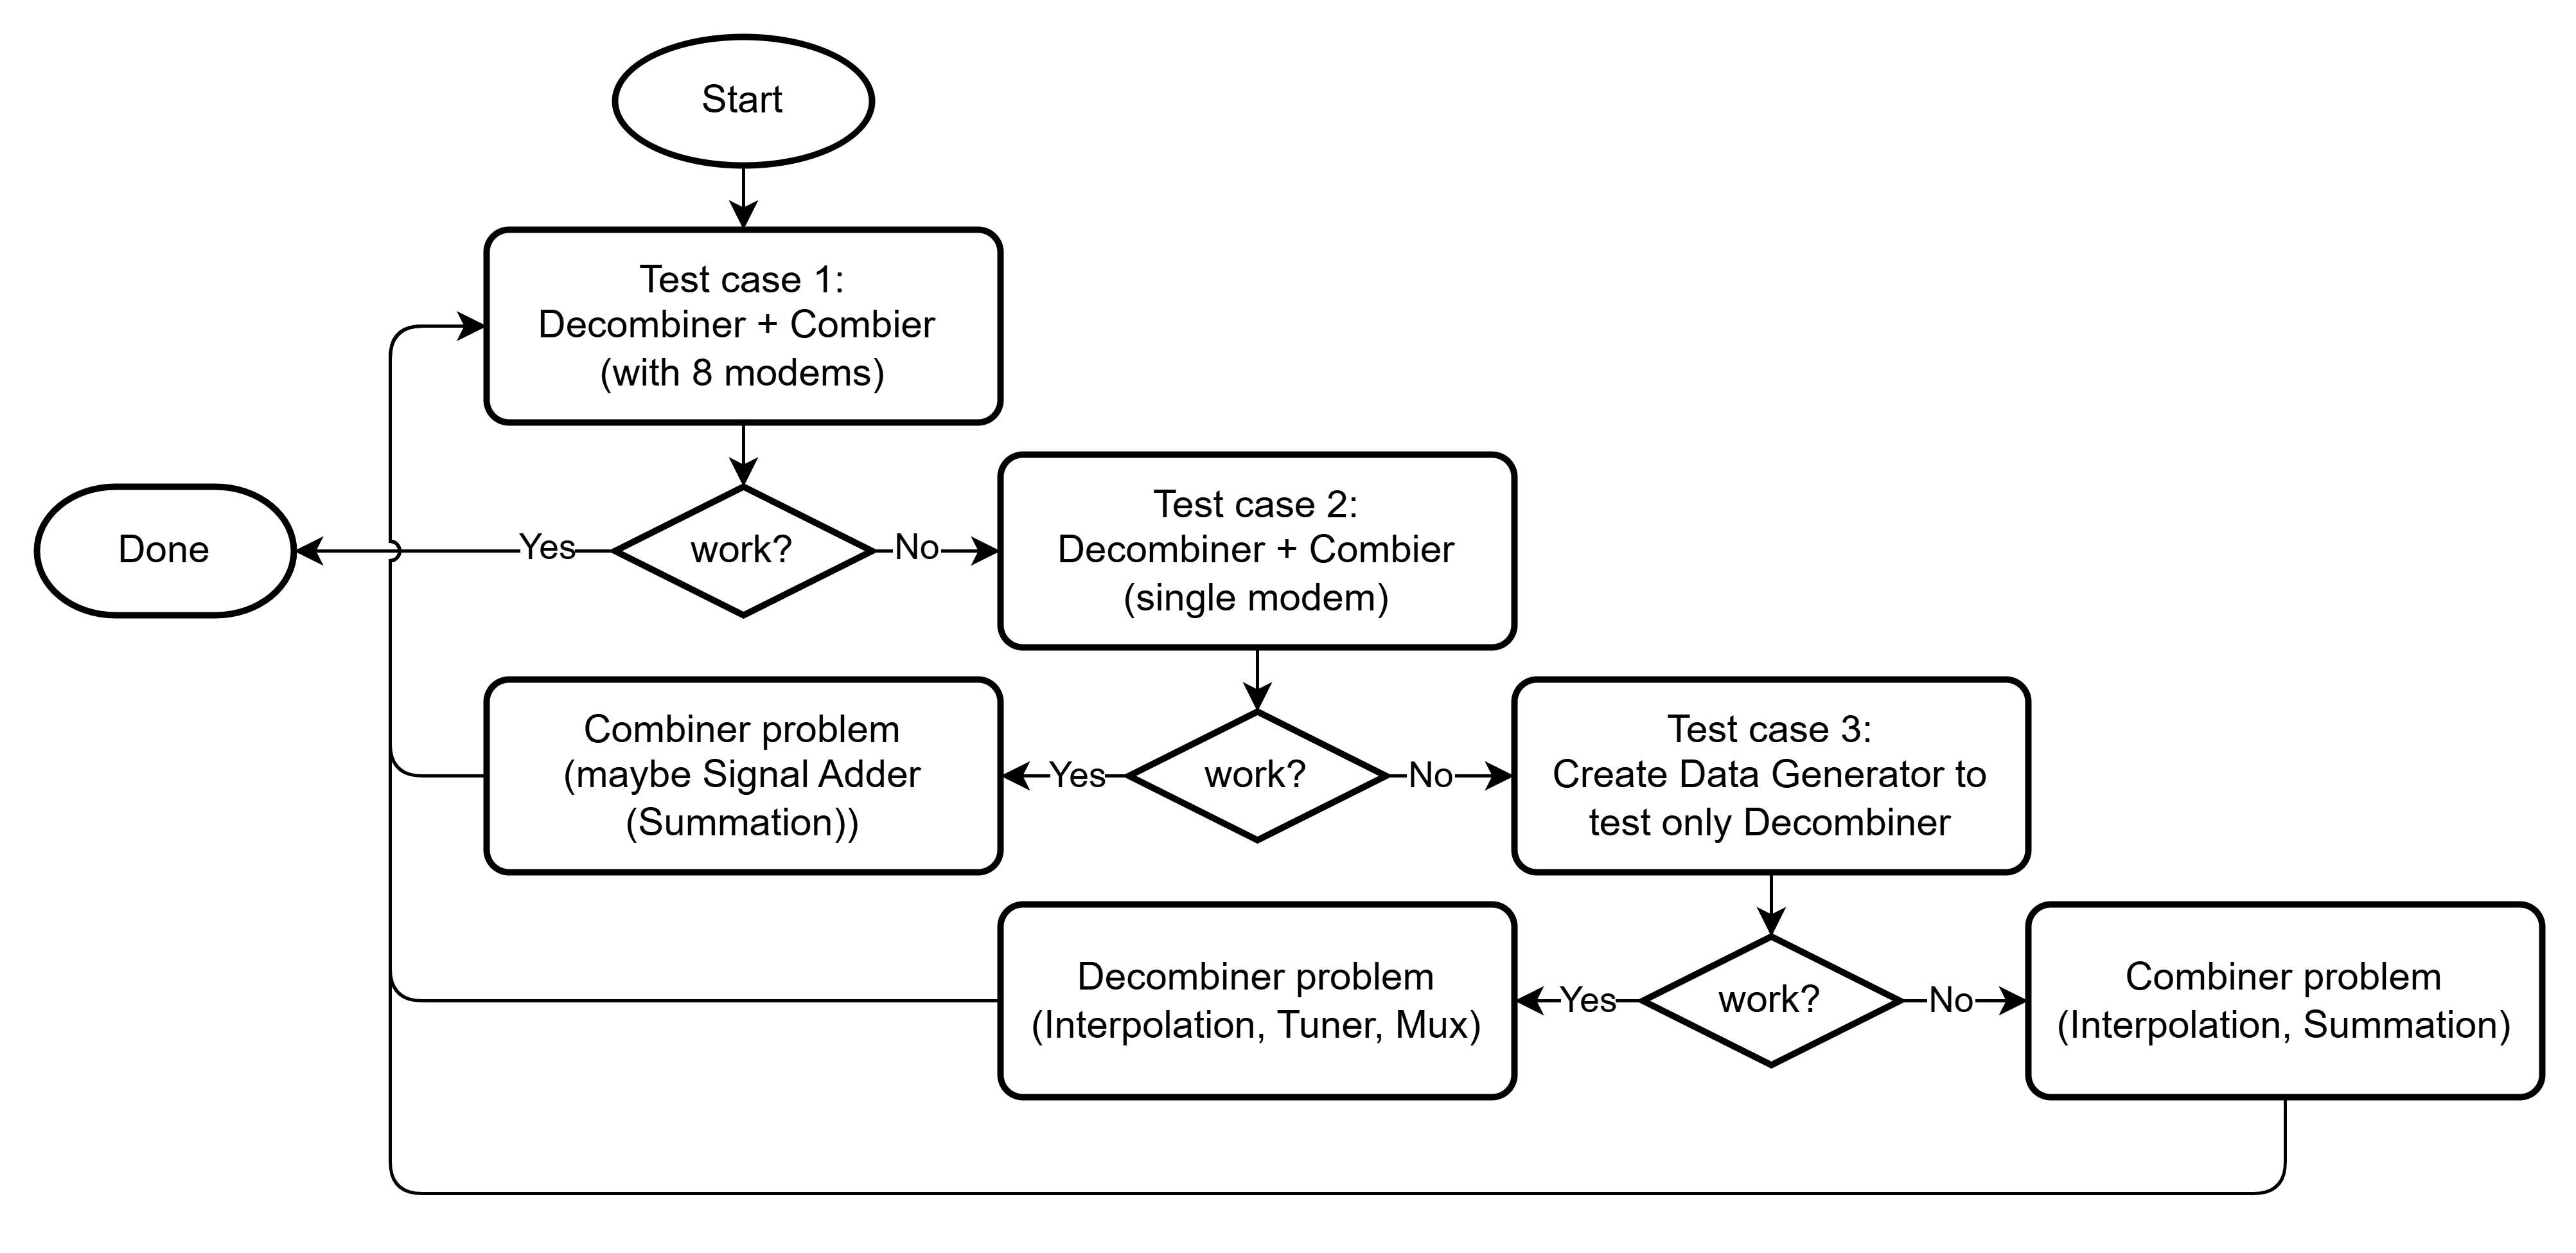 Start
Test case 1:
Decombiner + Combier
(with 8 modems)
Done
Yes
work?
No
Test case 2:
Decombiner + Combier
(single modem)
Combiner problem
(maybe Signal Adder
(Summation))
Yes
work?
No
Test case 3:
Create Data Generator to
test only Decombiner
Decombiner problem
(Interpolation, Tuner, Mux)
Yes
work?
No
Combiner problem
(Interpolation, Summation)